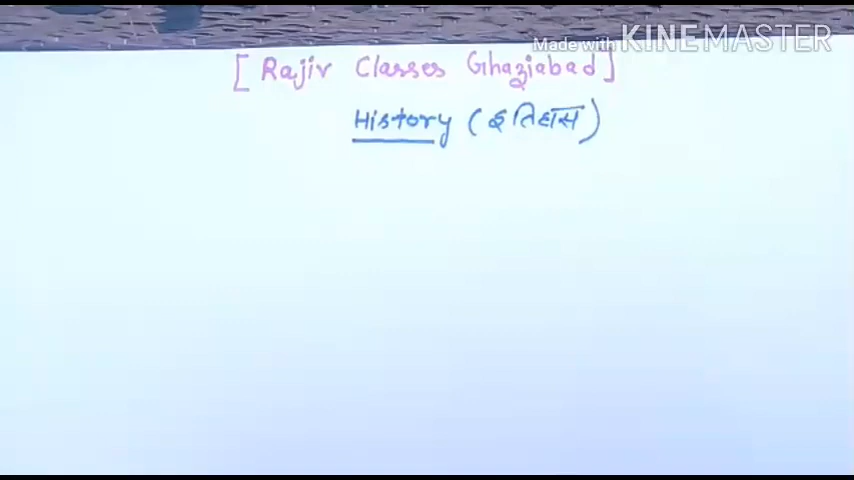 Made with KINEMASTER
[ Rajiv Classes Ghaziabad ]
History (इतिहास)